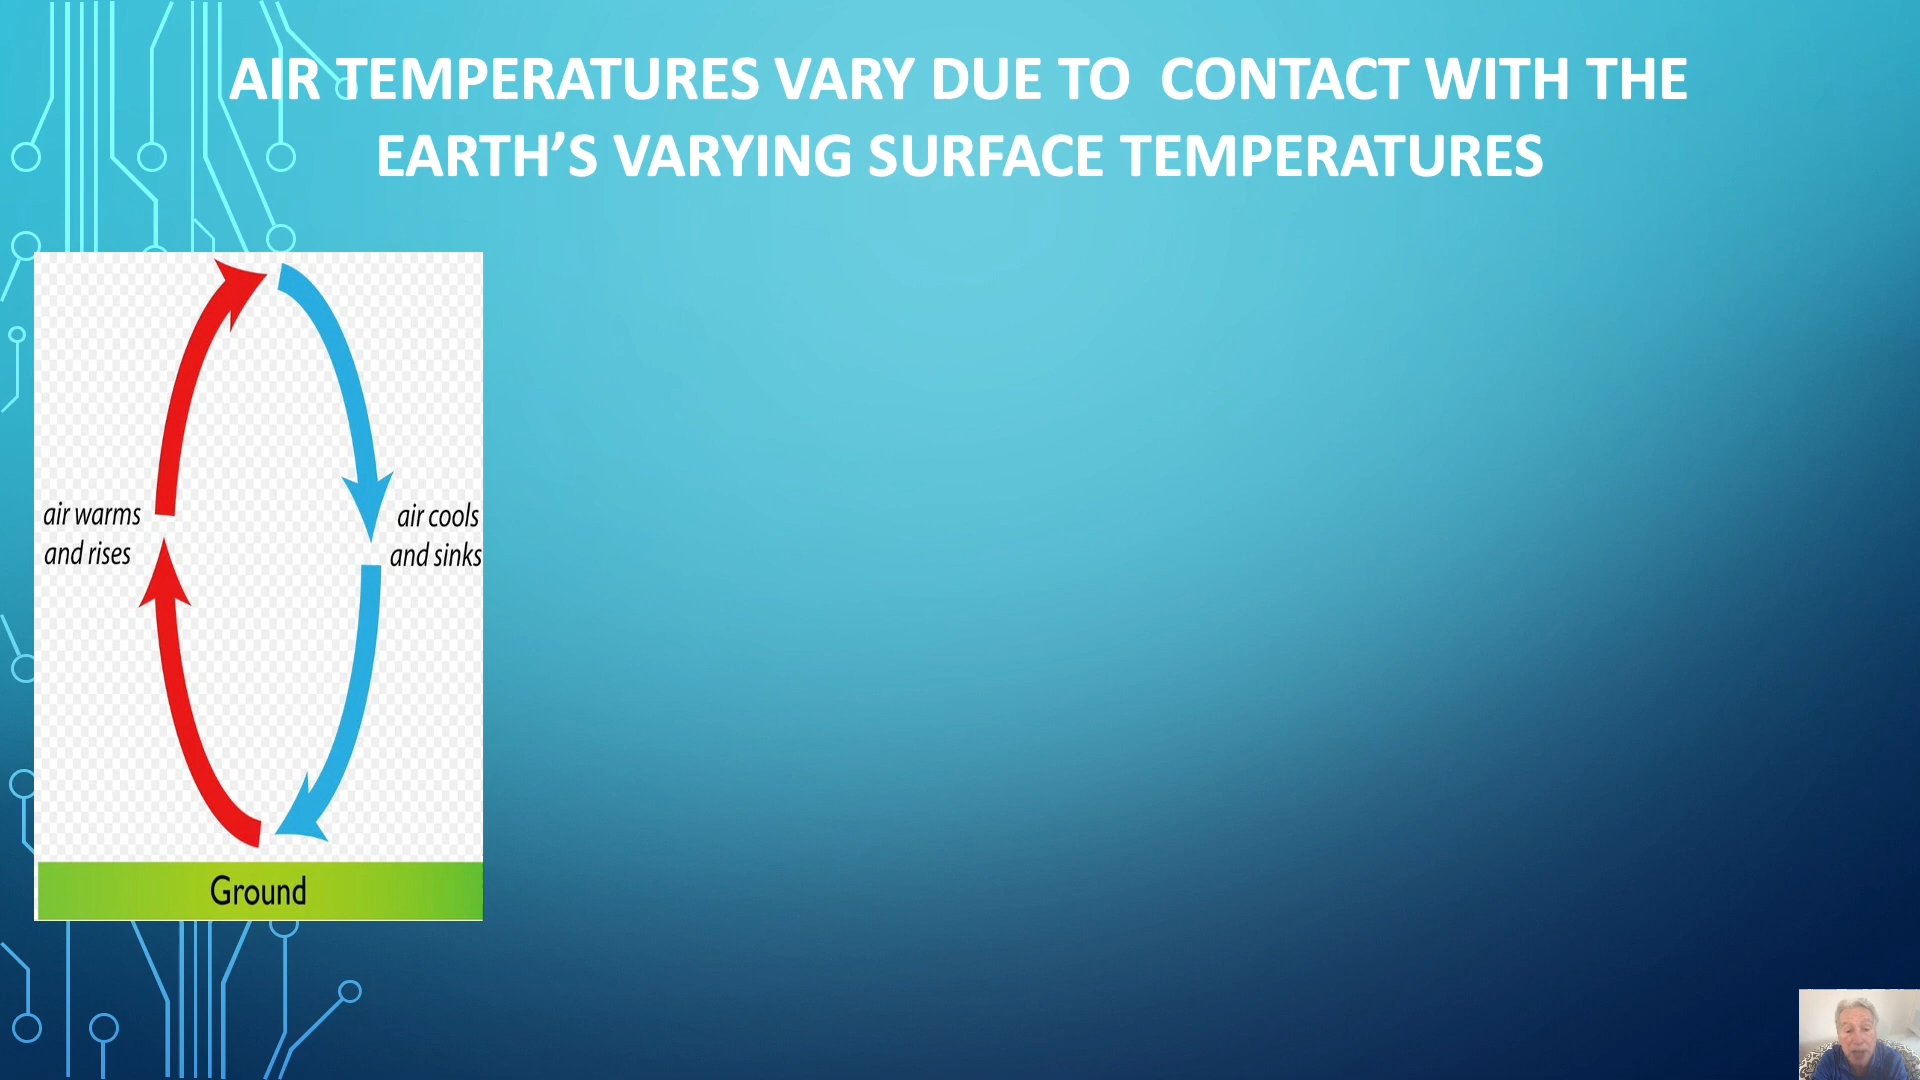 AIR TEMPERATURES VARY DUE TO  CONTACT WITH THE
EARTH’S VARYING SURFACE TEMPERATURES
air warms
and rises
air cools
and sinks
Ground